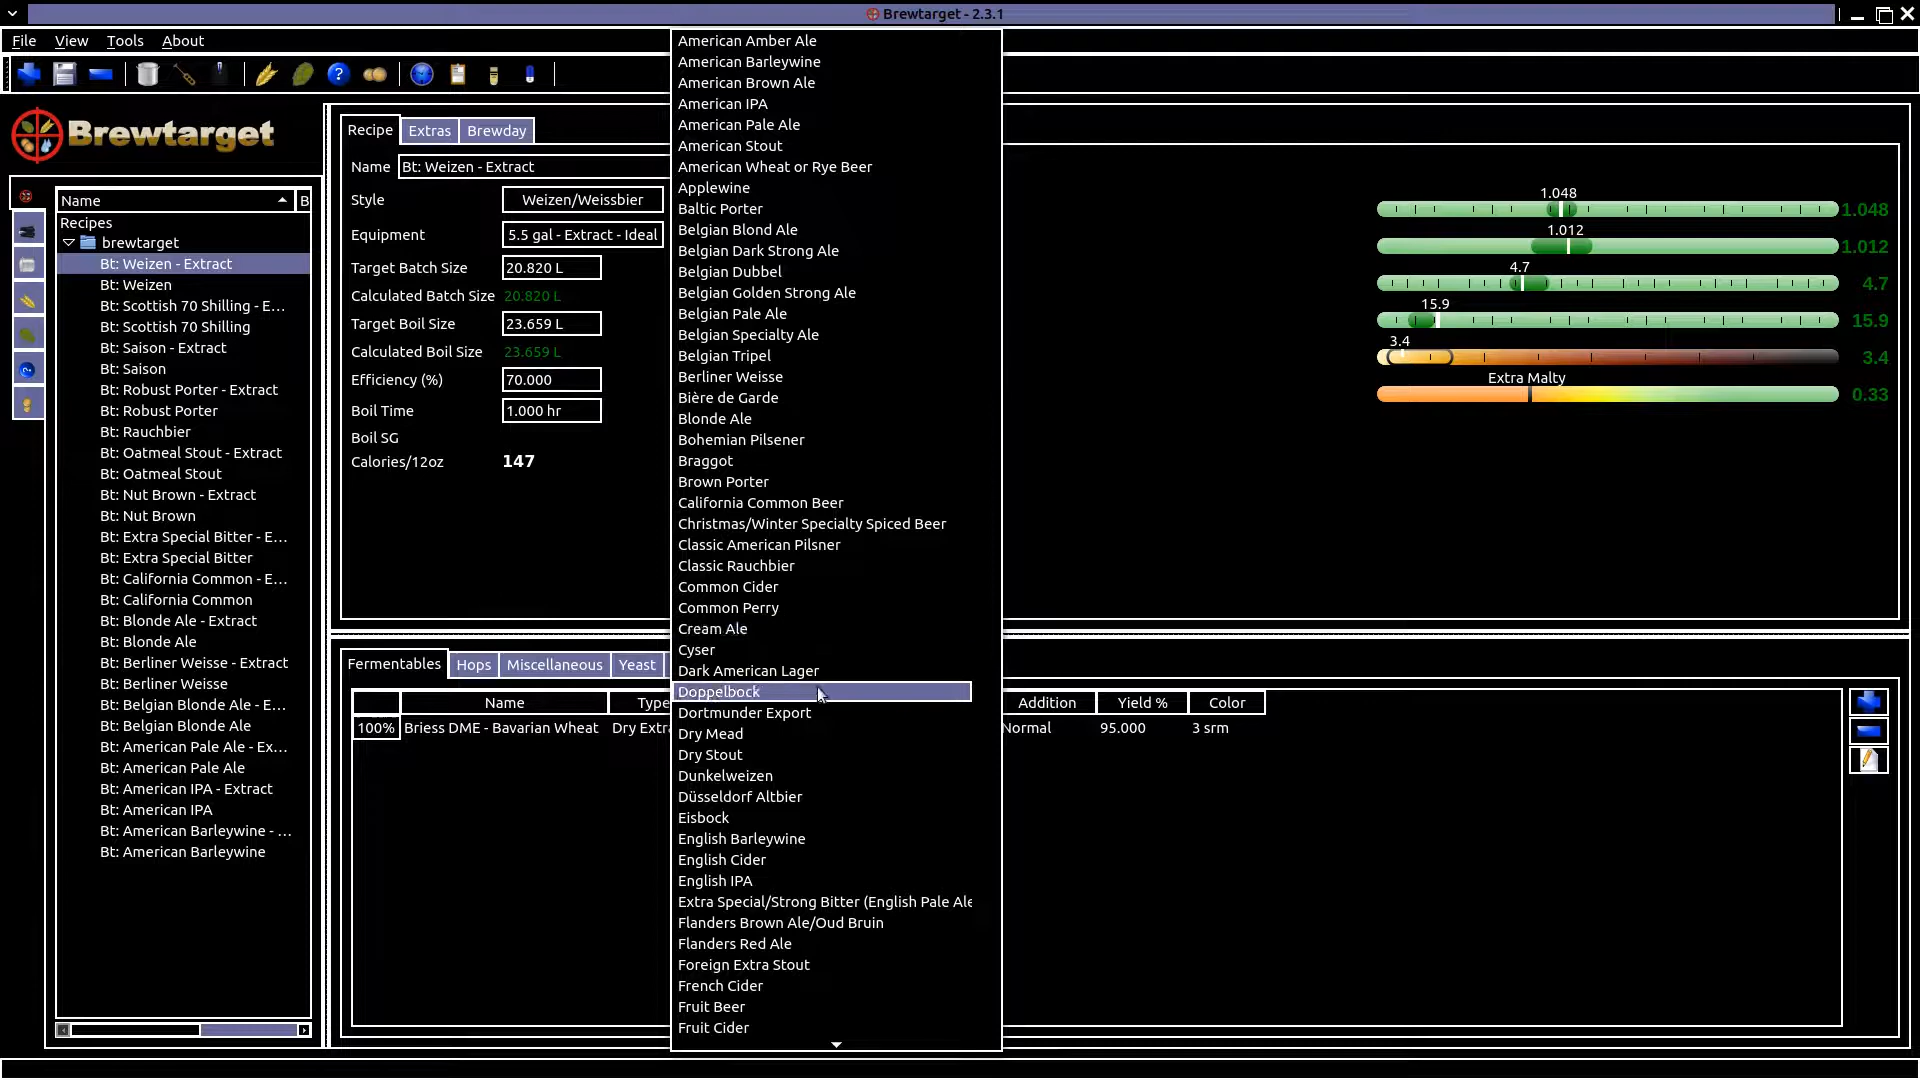 Brewtarget - 2.3.1
File View Tools About
Brewtarget
Name
B
Recipes
brewtarget
Bt: Weizen - Extract
Bt: Weizen
Bt: Scottish 70 Shilling - E...
Bt: Scottish 70 Shilling
Bt: Saison - Extract
Bt: Saison
Bt: Robust Porter - Extract
Bt: Robust Porter
Bt: Rauchbier
Bt: Oatmeal Stout - Extract
Bt: Oatmeal Stout
Bt: Nut Brown - Extract
Bt: Nut Brown
Bt: Extra Special Bitter - E...
Bt: Extra Special Bitter
Bt: California Common - E...
Bt: California Common
Bt: Blonde Ale - Extract
Bt: Blonde Ale
Bt: Berliner Weisse - Extract
Bt: Berliner Weisse
Bt: Belgian Blonde Ale - E...
Bt: Belgian Blonde Ale
Bt: American Pale Ale - Ex...
Bt: American Pale Ale
Bt: American IPA - Extract
Bt: American IPA
Bt: American Barleywine - ...
Bt: American Barleywine
Recipe Extras Brewday
Name Bt: Weizen - Extract
Style Weizen/Weissbier
Equipment 5.5 gal - Extract - Ideal
Target Batch Size 20.820 L
Calculated Batch Size 20.820 L
Target Boil Size 23.659 L
Calculated Boil Size 23.659 L
Efficiency (%) 70.000
Boil Time 1.000 hr
Boil SG
Calories/12oz 147
American Amber Ale
American Barleywine
American Brown Ale
American IPA
American Pale Ale
American Stout
American Wheat or Rye Beer
Applewine
Baltic Porter
Belgian Blond Ale
Belgian Dark Strong Ale
Belgian Dubbel
Belgian Golden Strong Ale
Belgian Pale Ale
Belgian Specialty Ale
Belgian Tripel
Berliner Weisse
Bière de Garde
Blonde Ale
Bohemian Pilsener
Braggot
Brown Porter
California Common Beer
Christmas/Winter Specialty Spiced Beer
Classic American Pilsner
Classic Rauchbier
Common Cider
Common Perry
Cream Ale
Cyser
Dark American Lager
Doppelbock
Dortmunder Export
Dry Mead
Dry Stout
Dunkelweizen
Düsseldorf Altbier
Eisbock
English Barleywine
English Cider
English IPA
Extra Special/Strong Bitter (English Pale Ale
Flanders Brown Ale/Oud Bruin
Flanders Red Ale
Foreign Extra Stout
French Cider
Fruit Beer
Fruit Cider
1.048
1.048
1.012
1.012
4.7
4.7
15.9
15.9
3.4
3.4
Extra Malty
0.33
Fermentables Hops Miscellaneous Yeast
Name Type Addition Yield % Color
100% Briess DME - Bavarian Wheat Dry Extra Normal 95.000 3 srm